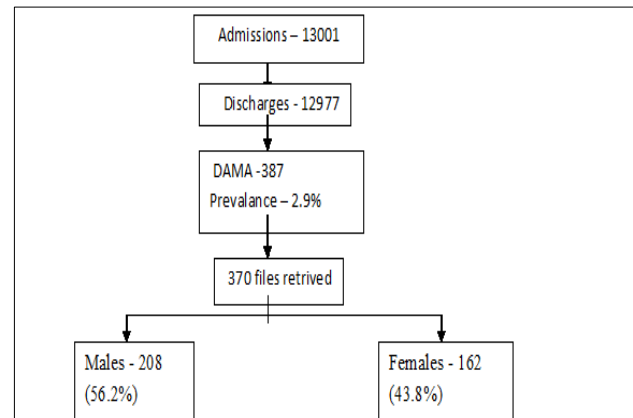 Admissions – 13001
Discharges - 12977
DAMA -387
Prevalance – 2.9%
370 files retrived
Males - 208
(56.2%)
Females - 162
(43.8%)